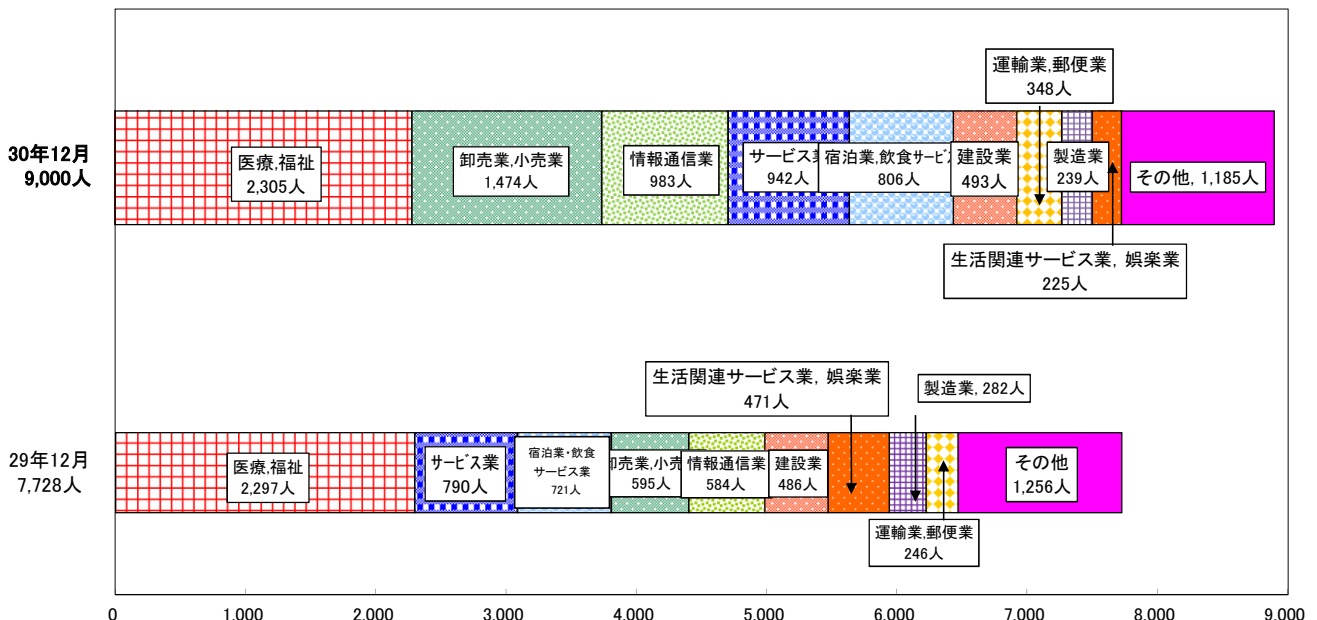 運輸業,郵便業
348人
30年12月
9,000人
医療,福祉
2,305人
卸売業,小売業
1,474人
情報通信業
983人
サービス業
942人
宿泊業,飲食サービ
806人
建設業
493人
製造業
239人
その他, 1,185人
生活関連サービス業, 娯楽業
225人
生活関連サービス業, 娯楽業
471人
製造業, 282人
29年12月
7,728人
医療,福祉
2,297人
サービス業
790人
宿泊業・飲食
サービス業
721人
卸売業,小売
595人
情報通信業
584人
建設業
486人
その他
1,256人
運輸業,郵便業
246人
0 1,000 2,000 3,000 4,000 5,000 6,000 7,000 8,000 9,000